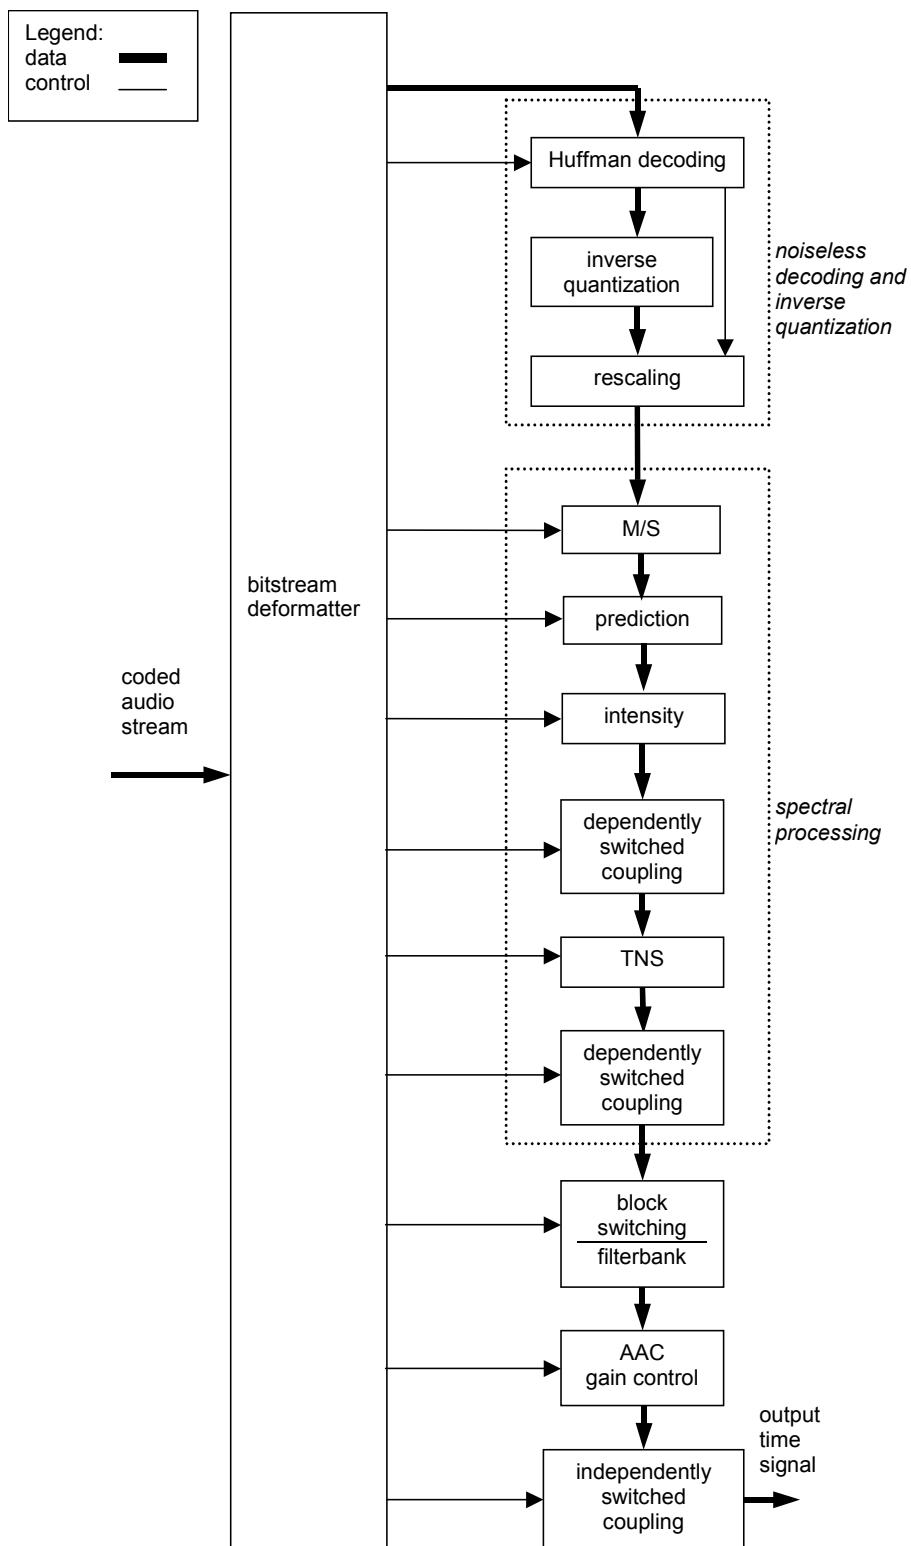 Legend:
data
control
Huffman decoding
inverse
quantization
rescaling
noiseless
decoding and
inverse
quantization
M/S
bitstream
deformatter
prediction
coded
audio
stream
intensity
dependently
switched
coupling
spectral
processing
TNS
dependently
switched
coupling
block
switching
filterbank
AAC
gain control
output
time
signal
independently
switched
coupling